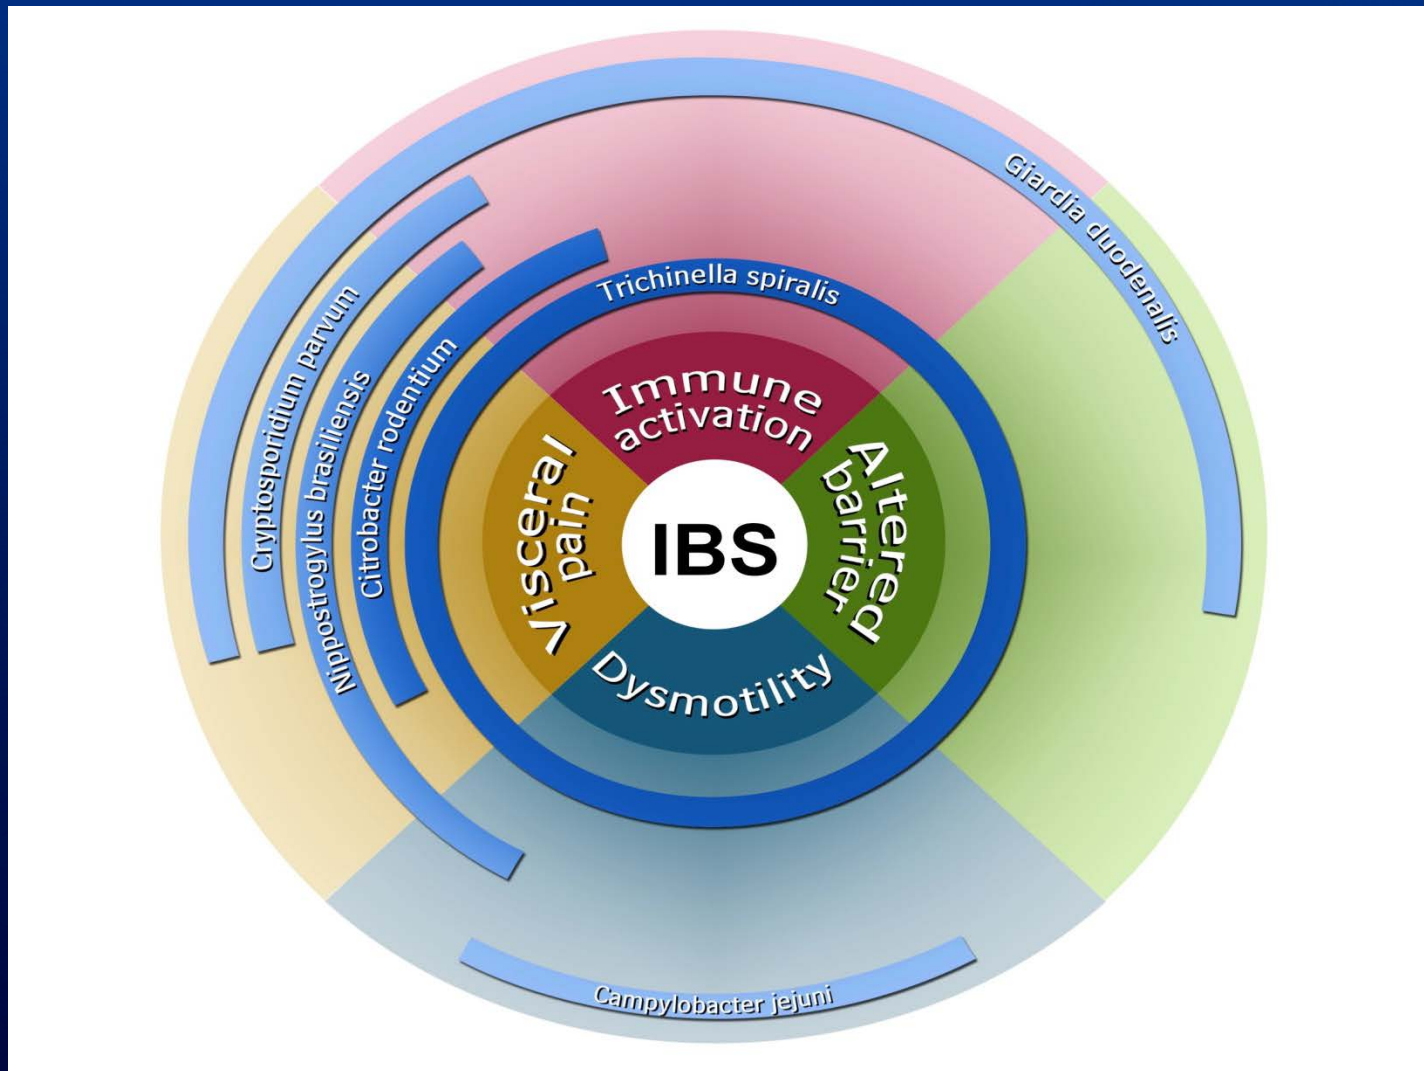 Giardia duodenalis
Cryptosporidium parvum
Nippostrogylus brasiliensis
Citrobacter rodentium
Trichinella spiralis
Immune
activation
Visceral
pain
IBS
Altered
barrier
Dysmotility
Campylobacter jejuni